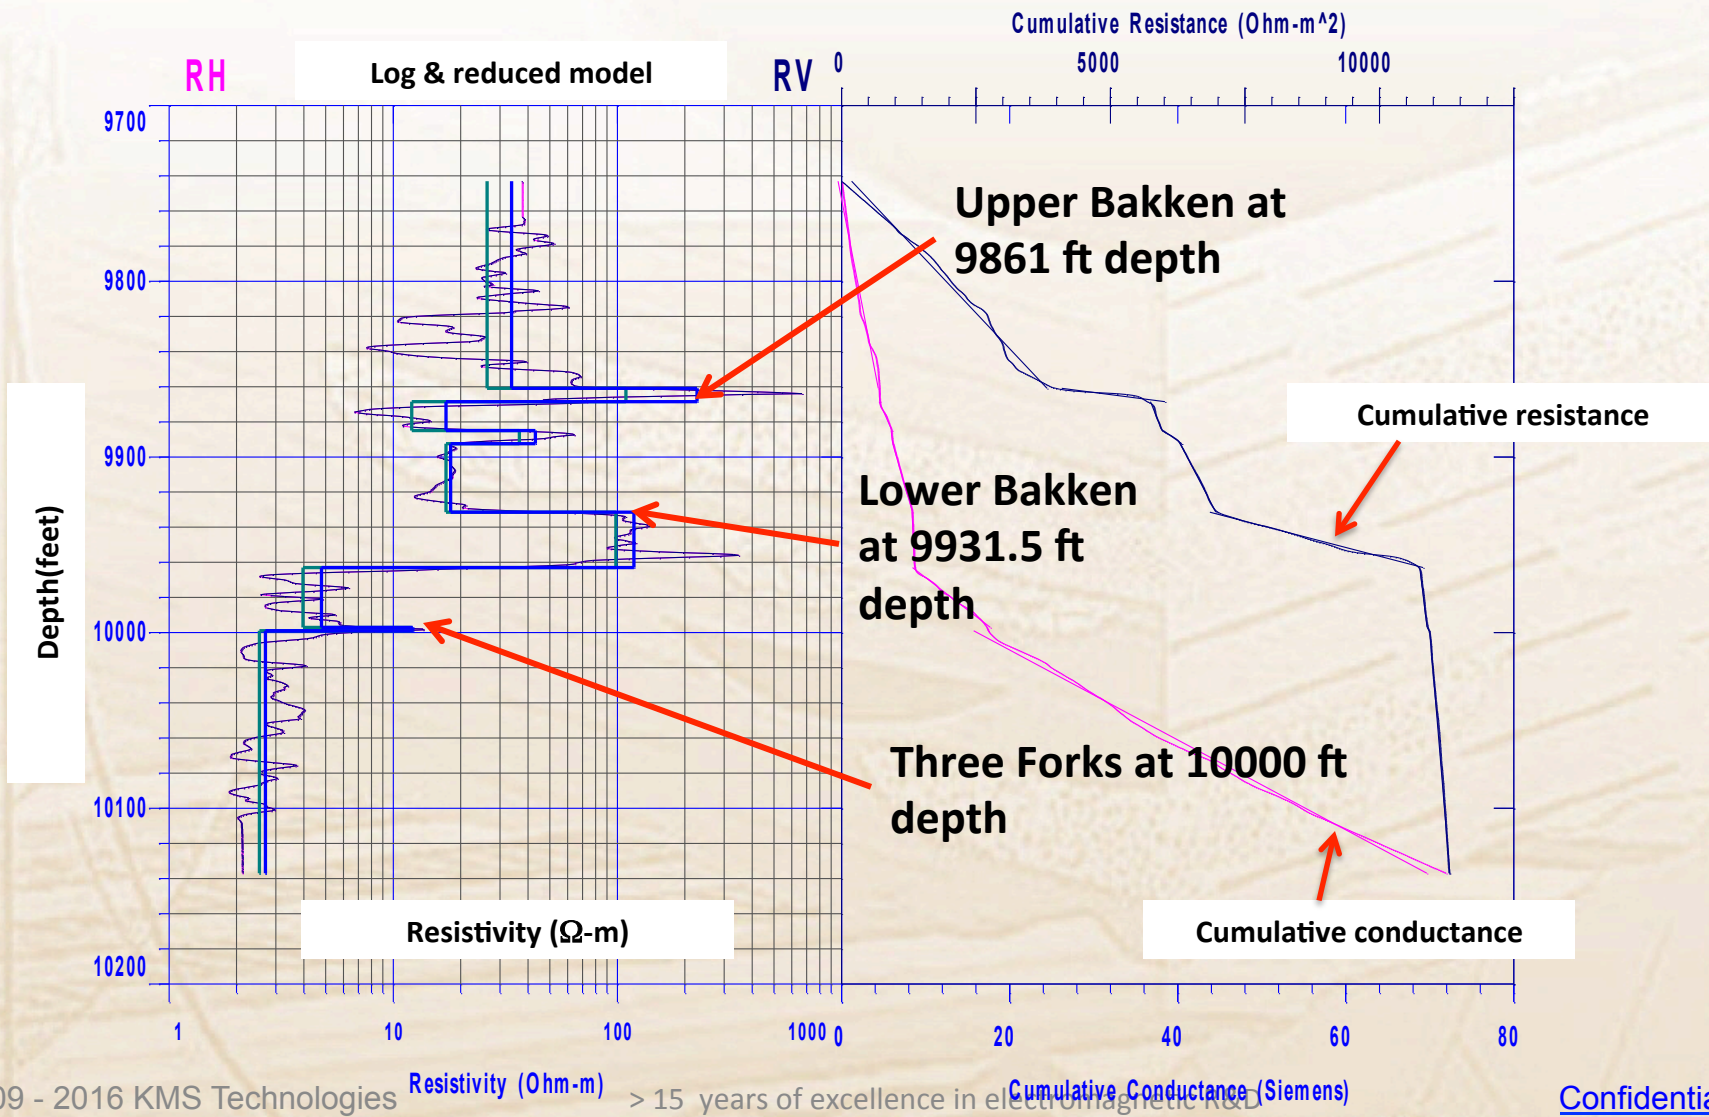 Cumulative Resistance (Ohm-m^2)
0 5000 10000
RH
Log & reduced model
RV
9700
9800
9900
10000
10100
10200
Depth(feet)
Upper Bakken at
9861 ft depth
Cumulative resistance
Lower Bakken
at 9931.5 ft
depth
Three Forks at 10000 ft
depth
Resistivity (Ω-m)
Cumulative conductance
1 10 100 1000
0 20 40 60 80
Resistivity (Ohm-m)
Cumulative Conductance (Siemens)
09 - 2016 KMS Technologies
> 15 years of excellence in electromagnetic R&D
Confidentia